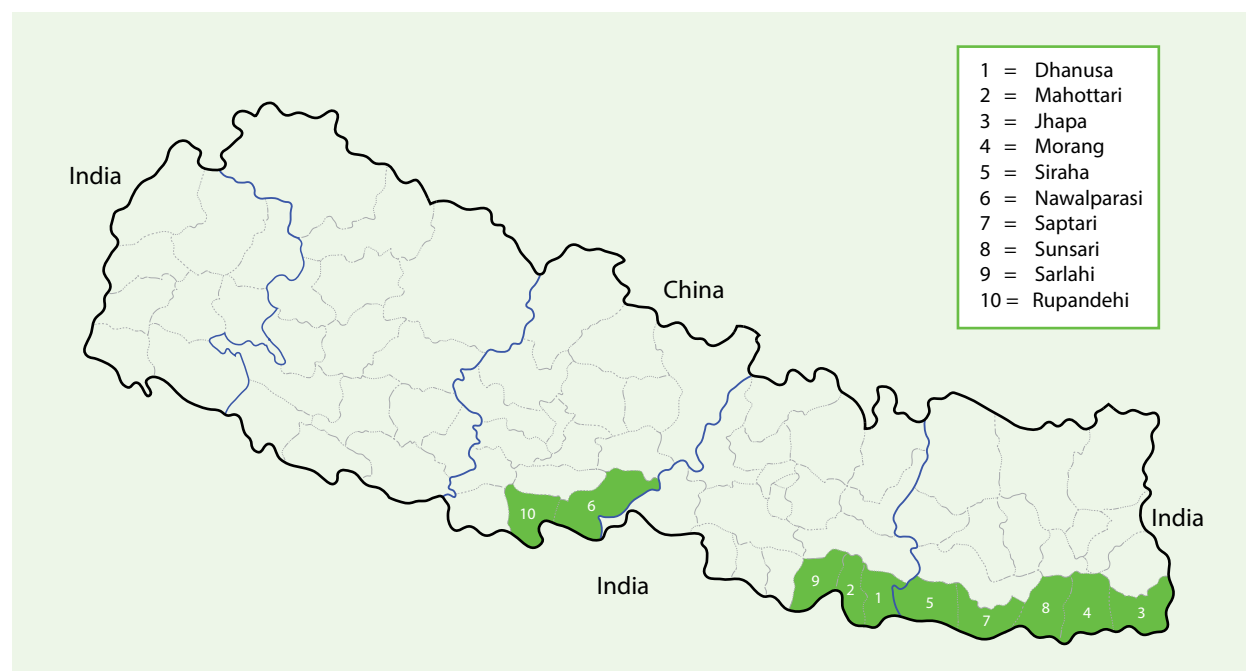 1 = Dhanusa
2 = Mahottari
3 = Jhapa
4 = Morang
5 = Siraha
6 = Nawalparasi
7 = Saptari
8 = Sunsari
9 = Sarlahi
10 = Rupandehi
India
China
India
India
10
6
9
2
1
5
7
8
4
3